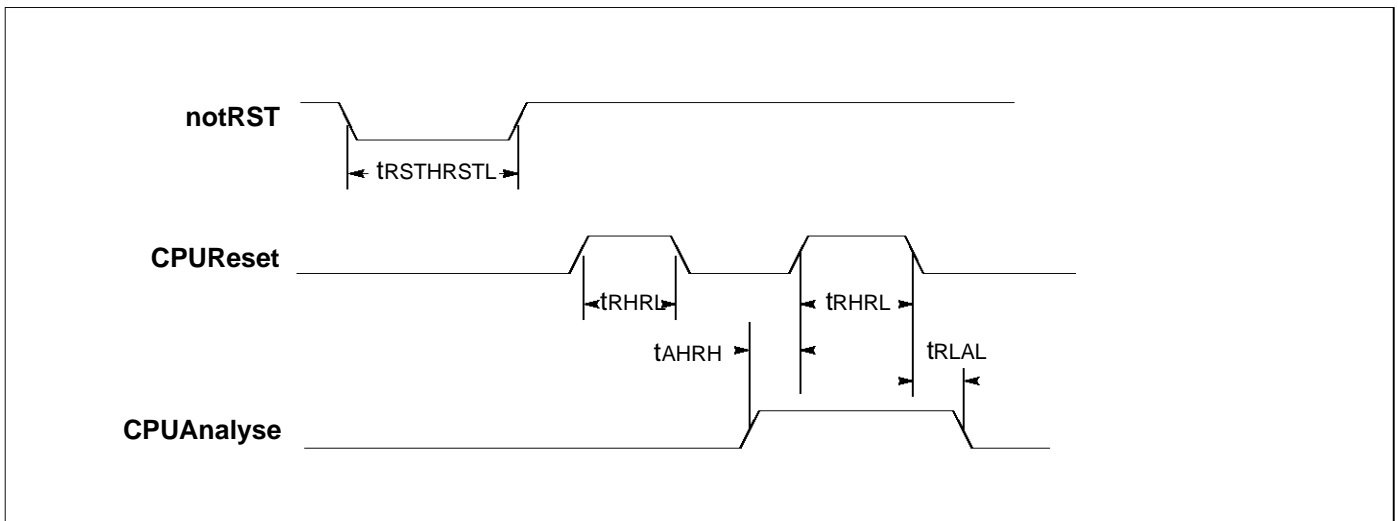 notRST
tRSTHRSTL
CPUReset
tRHRL
tRHRL
tAHRH
tRLAL
CPUAnalyse